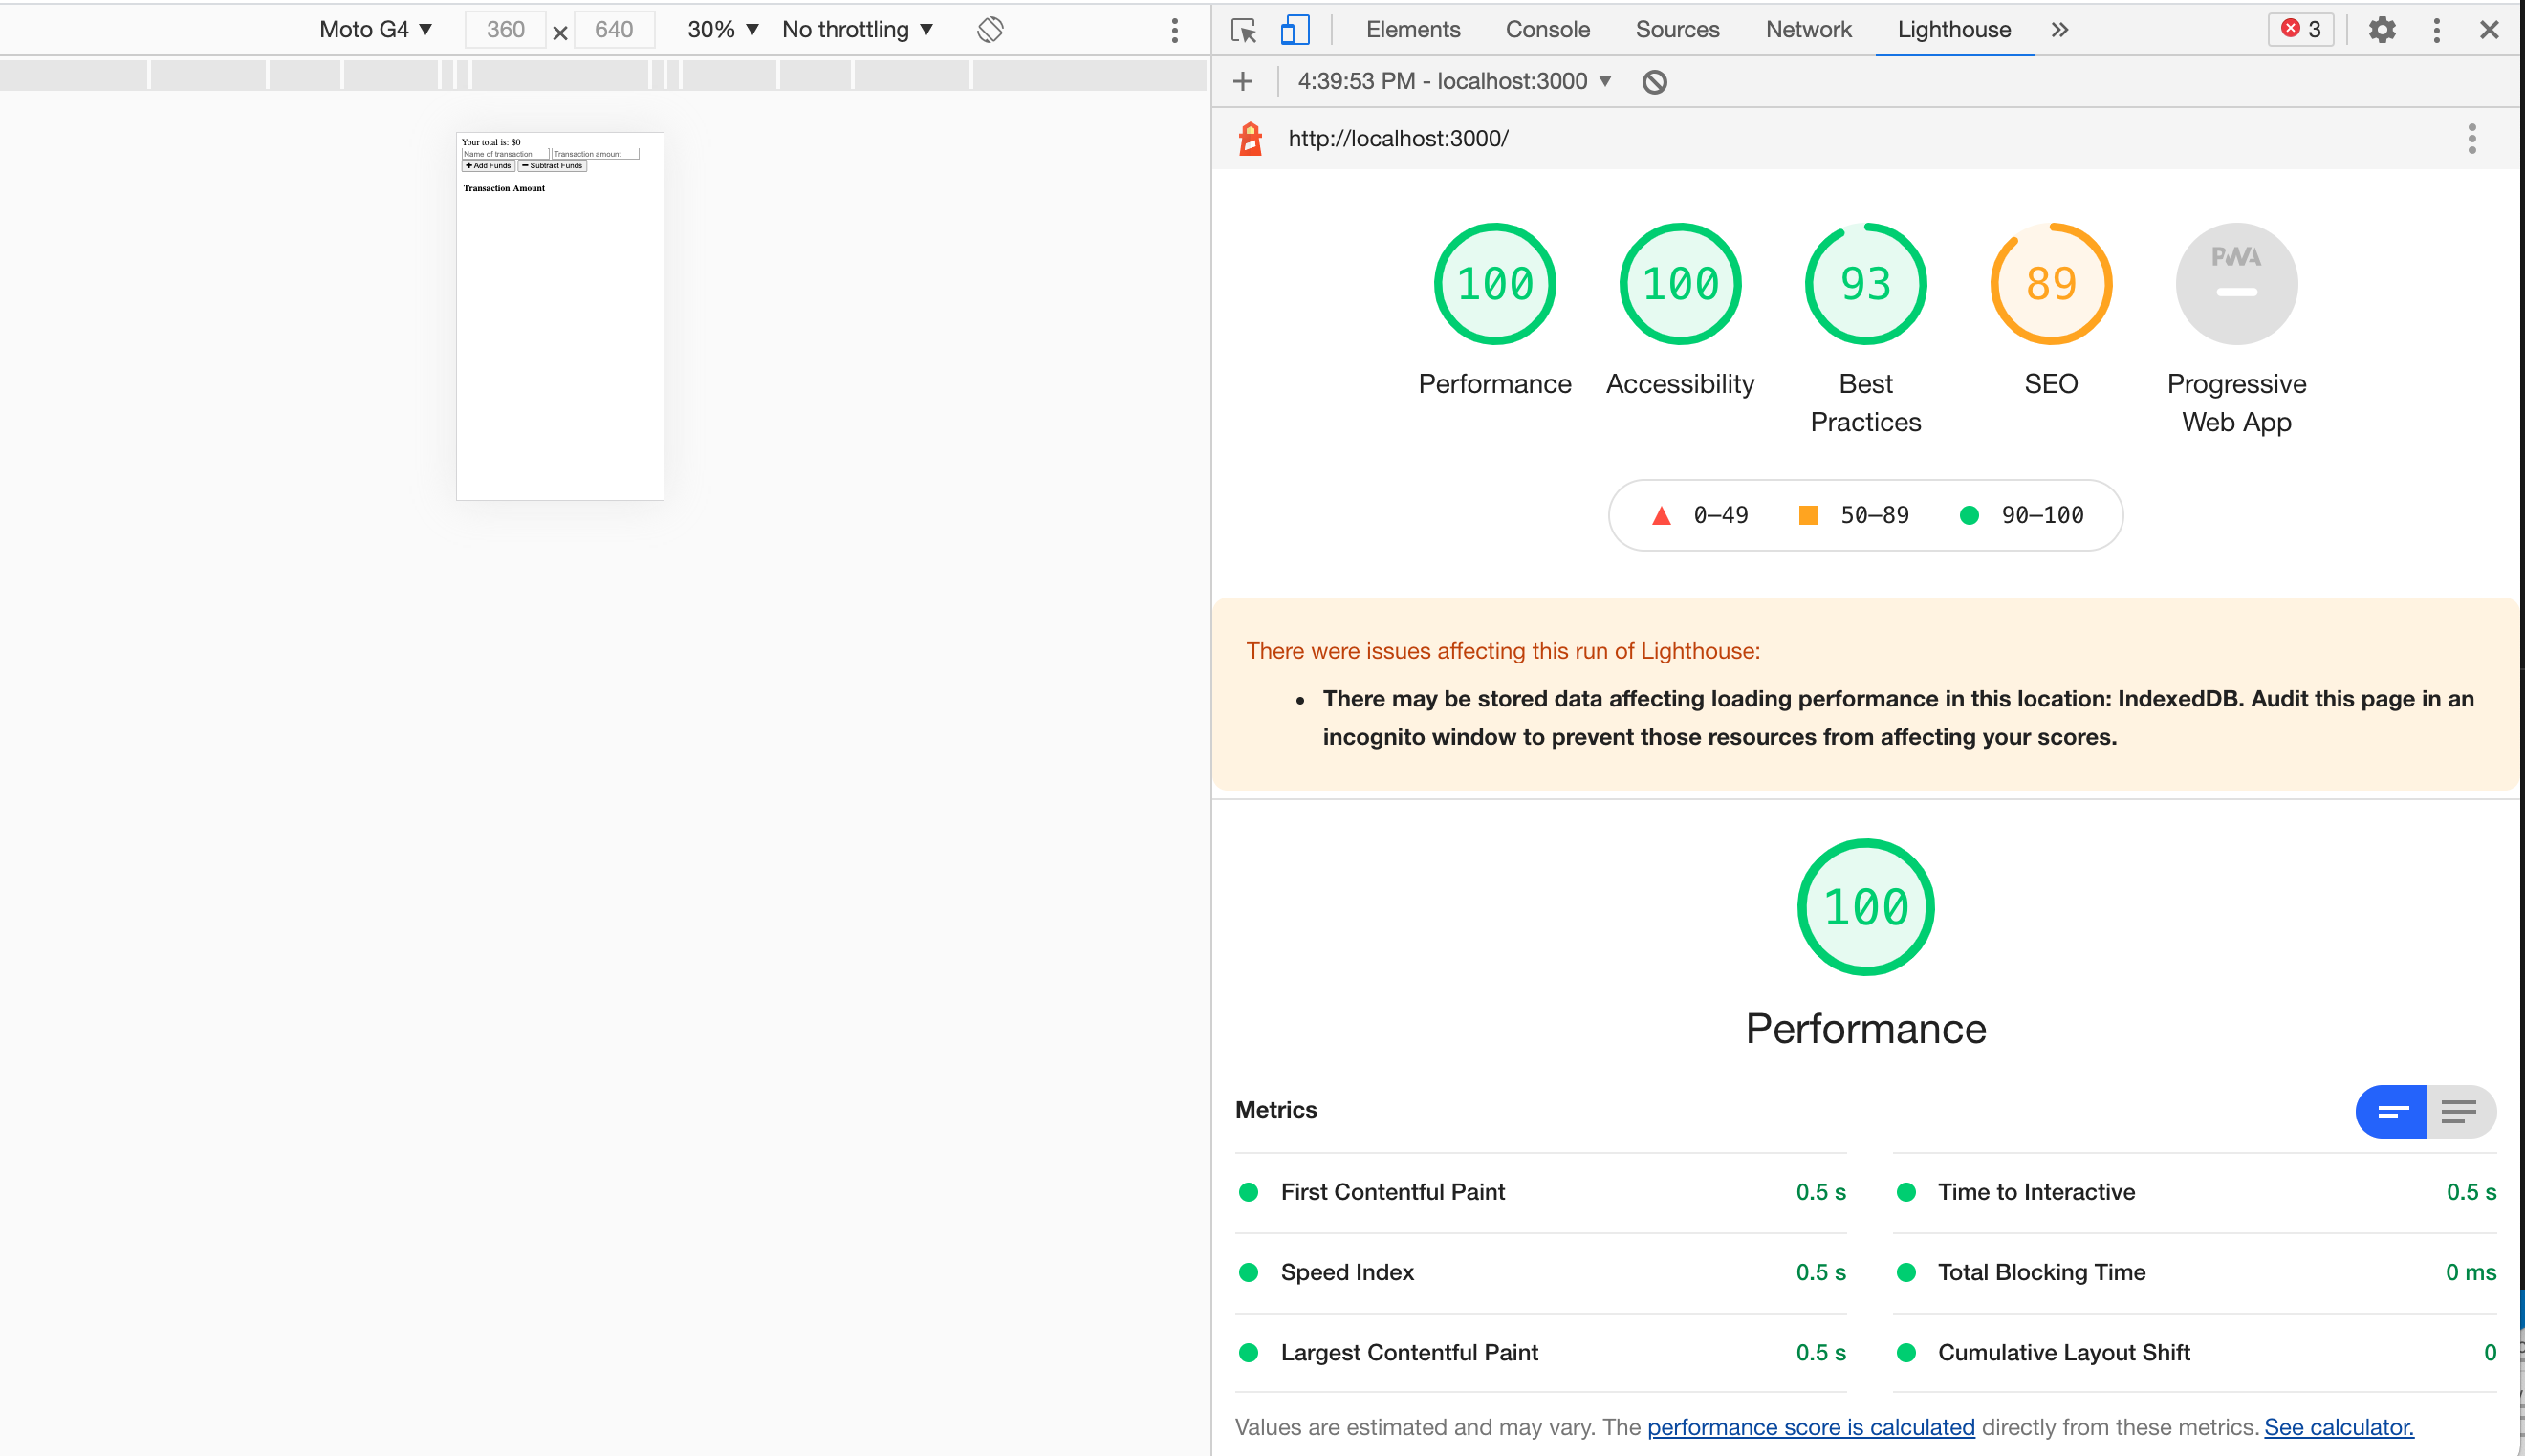 Moto G4 ▼ 360 × 640 30% ▼ No throttling ▼
Elements Console Sources Network Lighthouse » 3
+ 4:39:53 PM - localhost:3000 ▼
http://localhost:3000/
Your total is: $0
Name of transaction Transaction amount
+ Add Funds − Subtract Funds
Transaction Amount
100 100 93 89 PWA
Performance Accessibility Best Practices SEO Progressive Web App
0–49 50–89 90–100
There were issues affecting this run of Lighthouse:
• There may be stored data affecting loading performance in this location: IndexedDB. Audit this page in an
incognito window to prevent those resources from affecting your scores.
100
Performance
Metrics
First Contentful Paint 0.5 s Time to Interactive 0.5 s
Speed Index 0.5 s Total Blocking Time 0 ms
Largest Contentful Paint 0.5 s Cumulative Layout Shift 0
Values are estimated and may vary. The performance score is calculated directly from these metrics. See calculator.